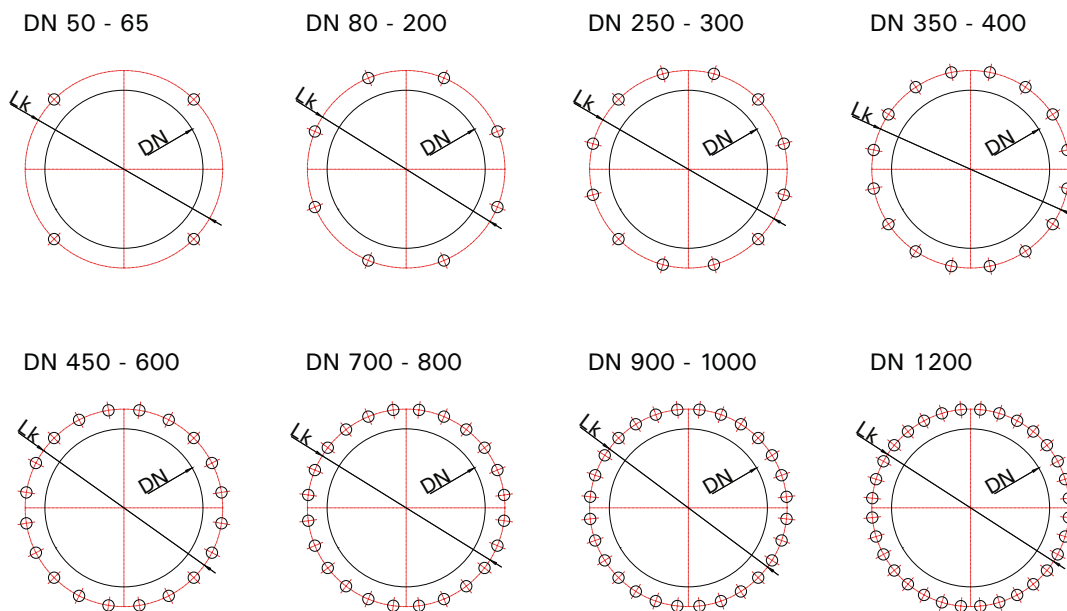 DN 50 - 65
DN 80 - 200
DN 250 - 300
DN 350 - 400
Lk
DN
Lk
DN
Lk
DN
Lk
DN
DN 450 - 600
DN 700 - 800
DN 900 - 1000
DN 1200
Lk
DN
Lk
DN
Lk
DN
Lk
DN